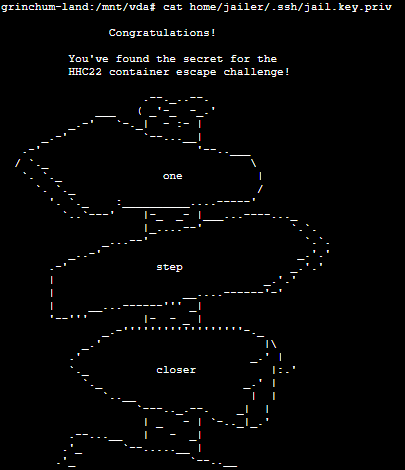 grinchum-land:/mnt/vda# cat home/jailer/.ssh/jail.key.priv
Congratulations!
You've found the secret for the
HHC22 container escape challenge!
one
step
closer